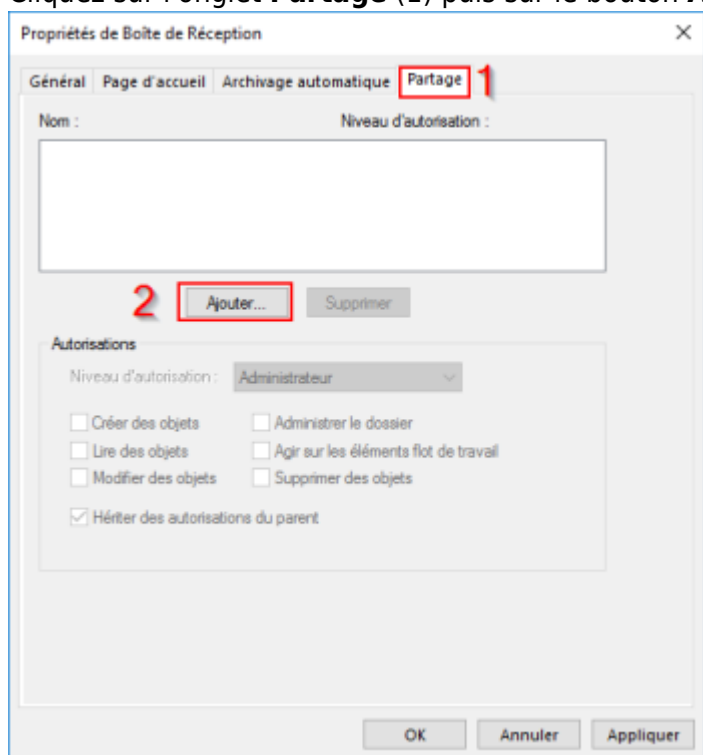 Propriétés de Boîte de Réception
Général Page d'accueil Archivage automatique Partage 1
Nom : Niveau d'autorisation :
2 Ajouter... Supprimer
Autorisations
Niveau d'autorisation : Administrateur
Créer des objets Administrer le dossier
Lire des objets Agir sur les éléments flot de travail
Modifier des objets Supprimer des objets
Hériter des autorisations du parent
OK Annuler Appliquer